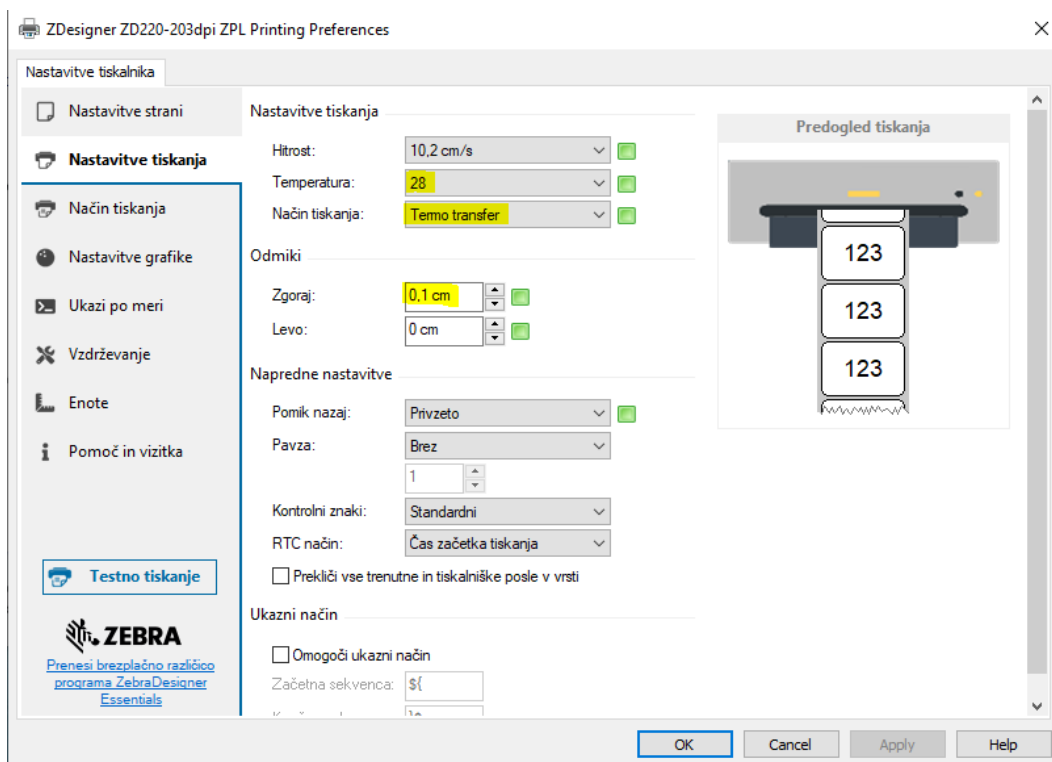 ZDesigner ZD220-203dpi ZPL Printing Preferences
Nastavitve tiskalnika
Nastavitve strani
Nastavitve tiskanja
Način tiskanja
Nastavitve grafike
Ukazi po meri
Vzdrževanje
Enote
Pomoč in vizitka
Testno tiskanje
ZEBRA
Prenesi brezplačno različico
programa ZebraDesigner
Essentials
Nastavitve tiskanja
Hitrost: 10,2 cm/s
Temperatura: 28
Način tiskanja: Termo transfer
Odmiki
Zgoraj: 0,1 cm
Levo: 0 cm
Napredne nastavitve
Pomik nazaj: Privzeto
Pavza: Brez
1
Kontrolni znaki: Standardni
RTC način: Čas začetka tiskanja
Prekliči vse trenutne in tiskalniške posle v vrsti
Ukazni način
Omogoči ukazni način
Začetna sekvenca: ${
Predogled tiskanja
123
123
123
OK Cancel Apply Help